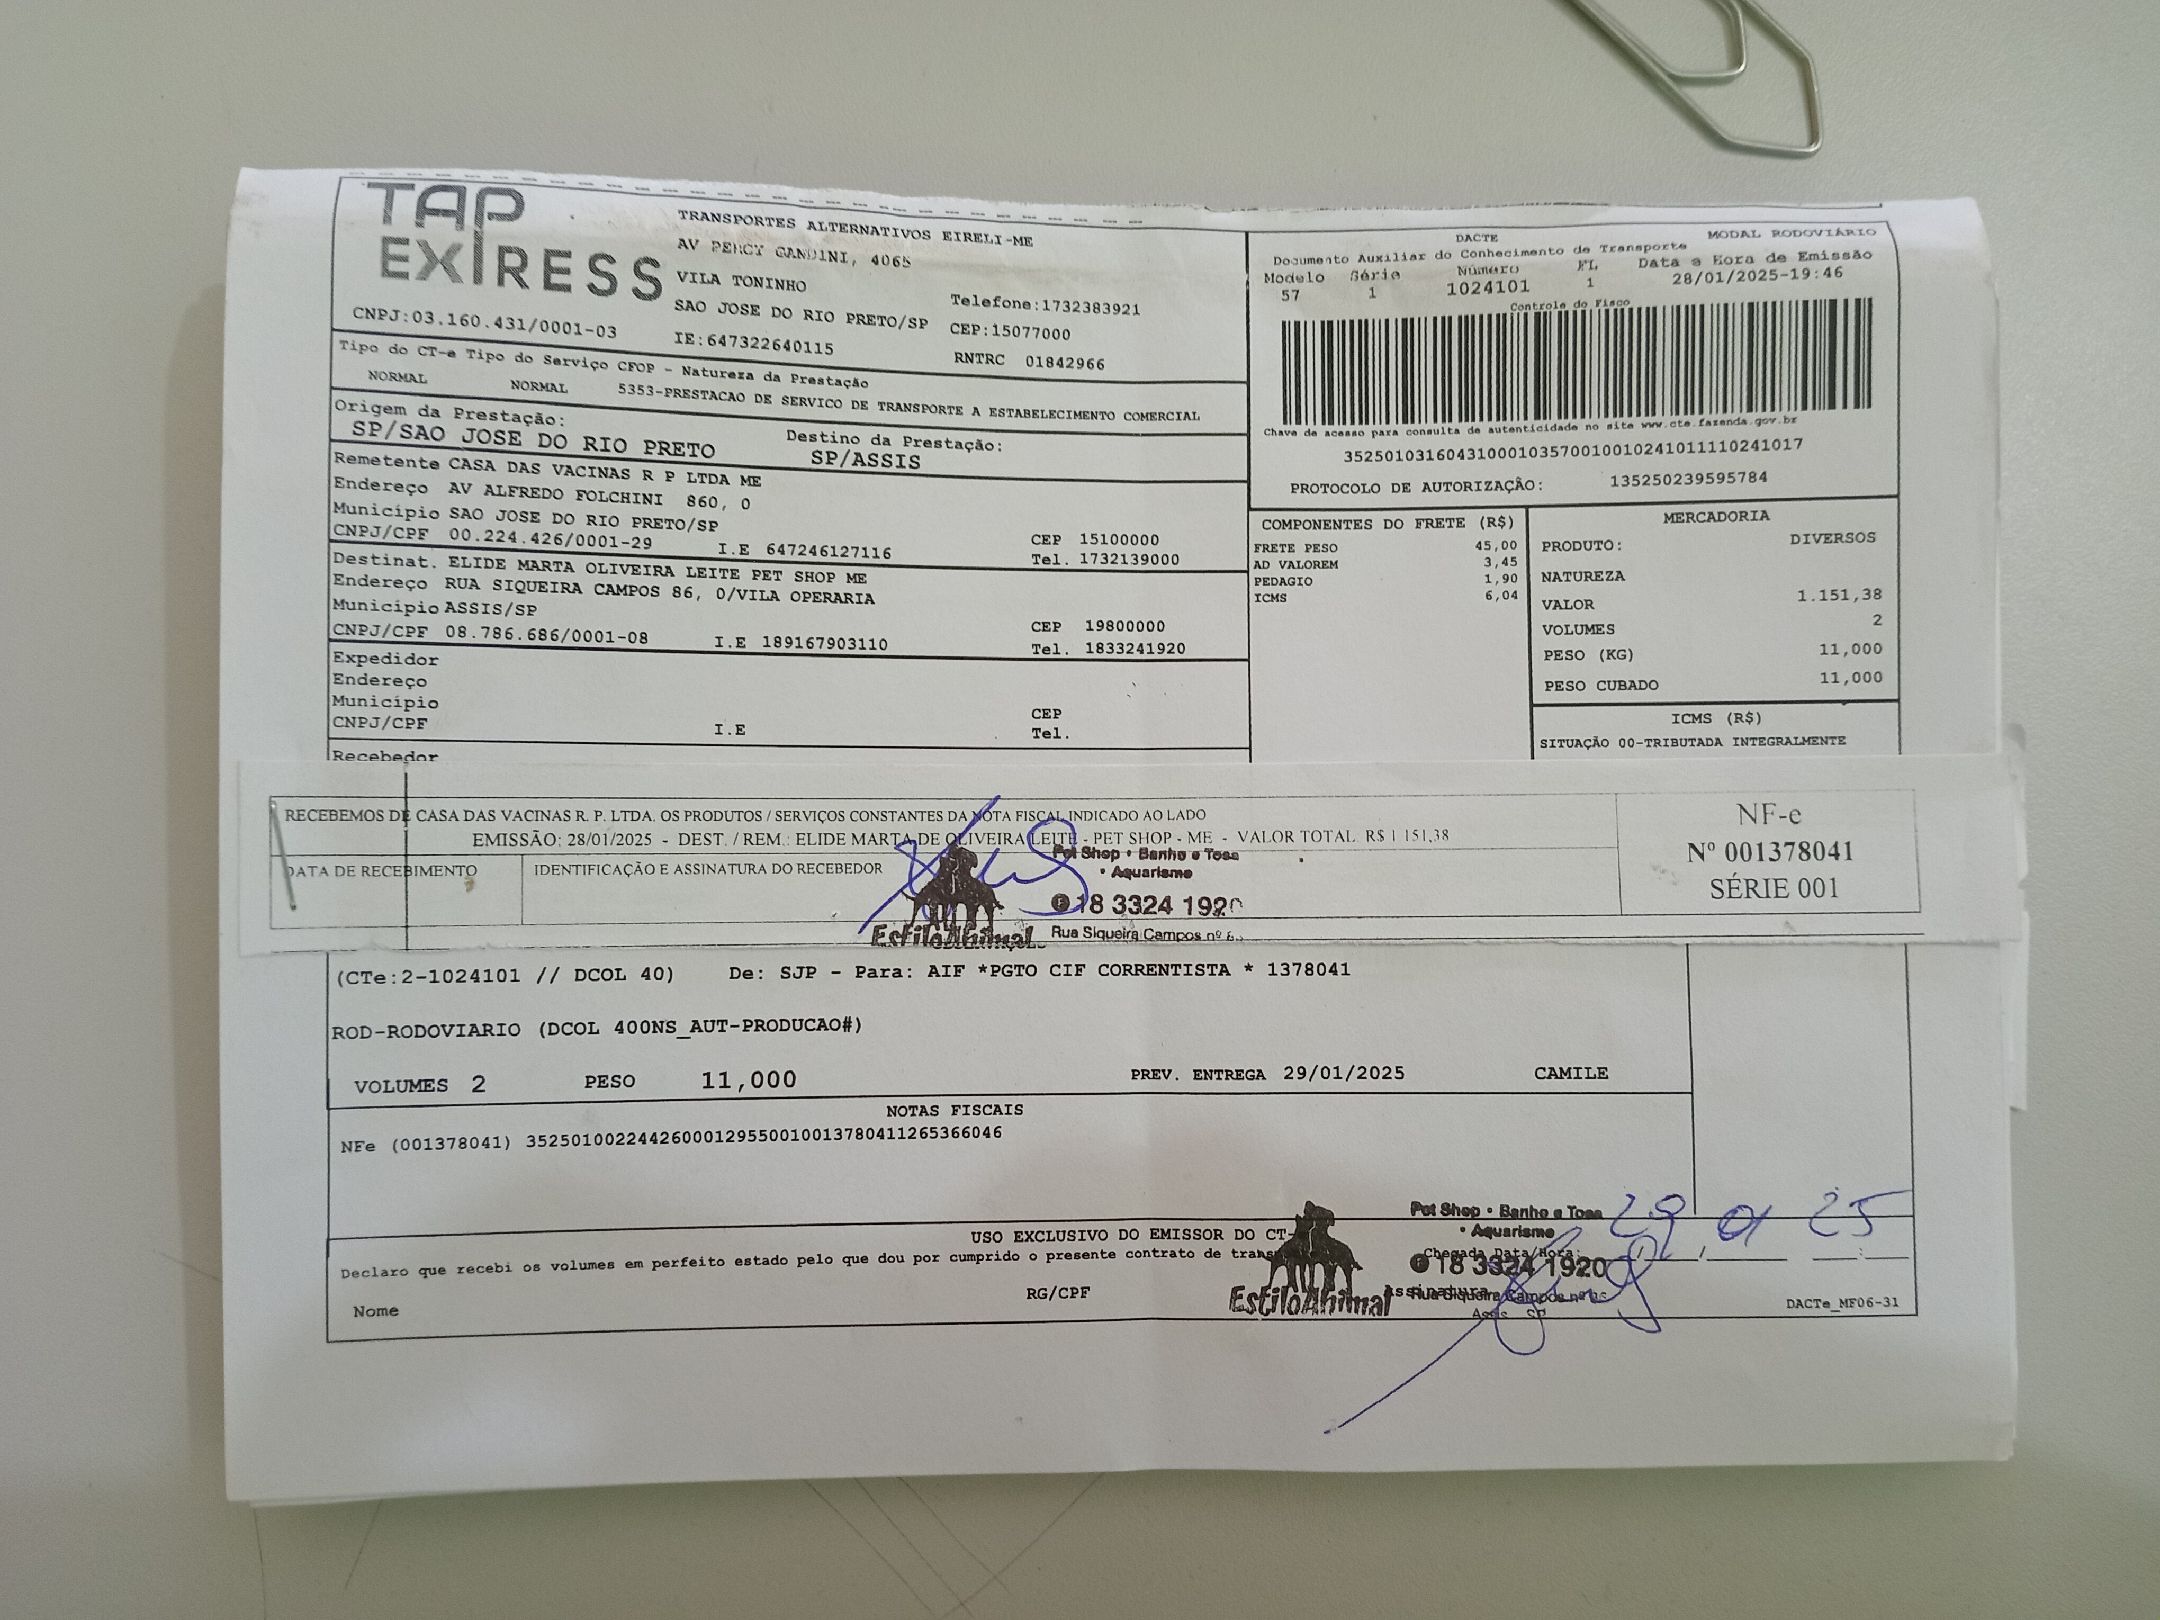 TAP
EXPRESS
TRANSPORTES ALTERNATIVOS EIRELI-ME
AV PERCY GANDINI, 4065
VILA TONINHO
SAO JOSE DO RIO PRETO/SP
Telefone:1732383921
CEP:15077000
CNPJ:03.160.431/0001-03
IE:647322640115
RNTRC 01842966
DACTE
MODAL RODOVIÁRIO
Documento Auxiliar do Conhecimento de Transporte
Modelo Série Número FL Data e Hora de Emissão
57 1 1024101 1 28/01/2025-19:46
Controle do Fisco
Chave de acesso para consulta de autenticidade no site www.cte.fazenda.gov.br
35250103160431000103570010010241011110241017
PROTOCOLO DE AUTORIZAÇÃO: 135250239595784
Tipo do CT-e Tipo do Serviço CFOP - Natureza da Prestação
NORMAL NORMAL 5353-PRESTACAO DE SERVICO DE TRANSPORTE A ESTABELECIMENTO COMERCIAL
Origem da Prestação:
SP/SAO JOSE DO RIO PRETO
Destino da Prestação:
SP/ASSIS
Remetente CASA DAS VACINAS R P LTDA ME
Endereço AV ALFREDO FOLCHINI 860, 0
Município SAO JOSE DO RIO PRETO/SP
CEP 15100000
CNPJ/CPF 00.224.426/0001-29 I.E 647246127116 Tel. 1732139000
Destinat. ELIDE MARTA OLIVEIRA LEITE PET SHOP ME
Endereço RUA SIQUEIRA CAMPOS 86, 0/VILA OPERARIA
Município ASSIS/SP
CEP 19800000
CNPJ/CPF 08.786.686/0001-08 I.E 189167903110 Tel. 1833241920
Expedidor
Endereço
Município
CEP
CNPJ/CPF I.E Tel.
Recebedor
COMPONENTES DO FRETE (R$)
FRETE PESO 45,00
AD VALOREM 3,45
PEDAGIO 1,90
ICMS 6,04
MERCADORIA
PRODUTO: DIVERSOS
NATUREZA
VALOR 1.151,38
VOLUMES 2
PESO (KG) 11,000
PESO CUBADO 11,000
ICMS (R$)
SITUAÇÃO 00-TRIBUTADA INTEGRALMENTE
RECEBEMOS DE CASA DAS VACINAS R. P. LTDA. OS PRODUTOS / SERVIÇOS CONSTANTES DA NOTA FISCAL INDICADO AO LADO
EMISSÃO: 28/01/2025 - DEST. / REM.: ELIDE MARTA DE OLIVEIRA LEITE - PET SHOP - ME - VALOR TOTAL R$ 1 151,38
DATA DE RECEBIMENTO
IDENTIFICAÇÃO E ASSINATURA DO RECEBEDOR
NF-e
Nº 001378041
SÉRIE 001
Pet Shop • Banho e Tosa
• Aquarismo
18 3324 1920
Estilo Animal
Rua Siqueira Campos nº
(CTe:2-1024101 // DCOL 40) De: SJP - Para: AIF *PGTO CIF CORRENTISTA * 1378041
ROD-RODOVIARIO (DCOL 400NS_AUT-PRODUCAO#)
VOLUMES 2 PESO 11,000 PREV. ENTREGA 29/01/2025 CAMILE
NOTAS FISCAIS
NFe (001378041) 35250100224426000129550010013780411265366046
USO EXCLUSIVO DO EMISSOR DO CT-
Declaro que recebi os volumes em perfeito estado pelo que dou por cumprido o presente contrato de trans
Nome
RG/CPF
Pet Shop • Banho e Tosa
• Aquarismo
Chegada Data/Hora:
29 01 25
18 3324 1920
Estilo Animal
Assinatura
Rua Siqueira Campos nº
Assis SP
DACTe_MF06-31